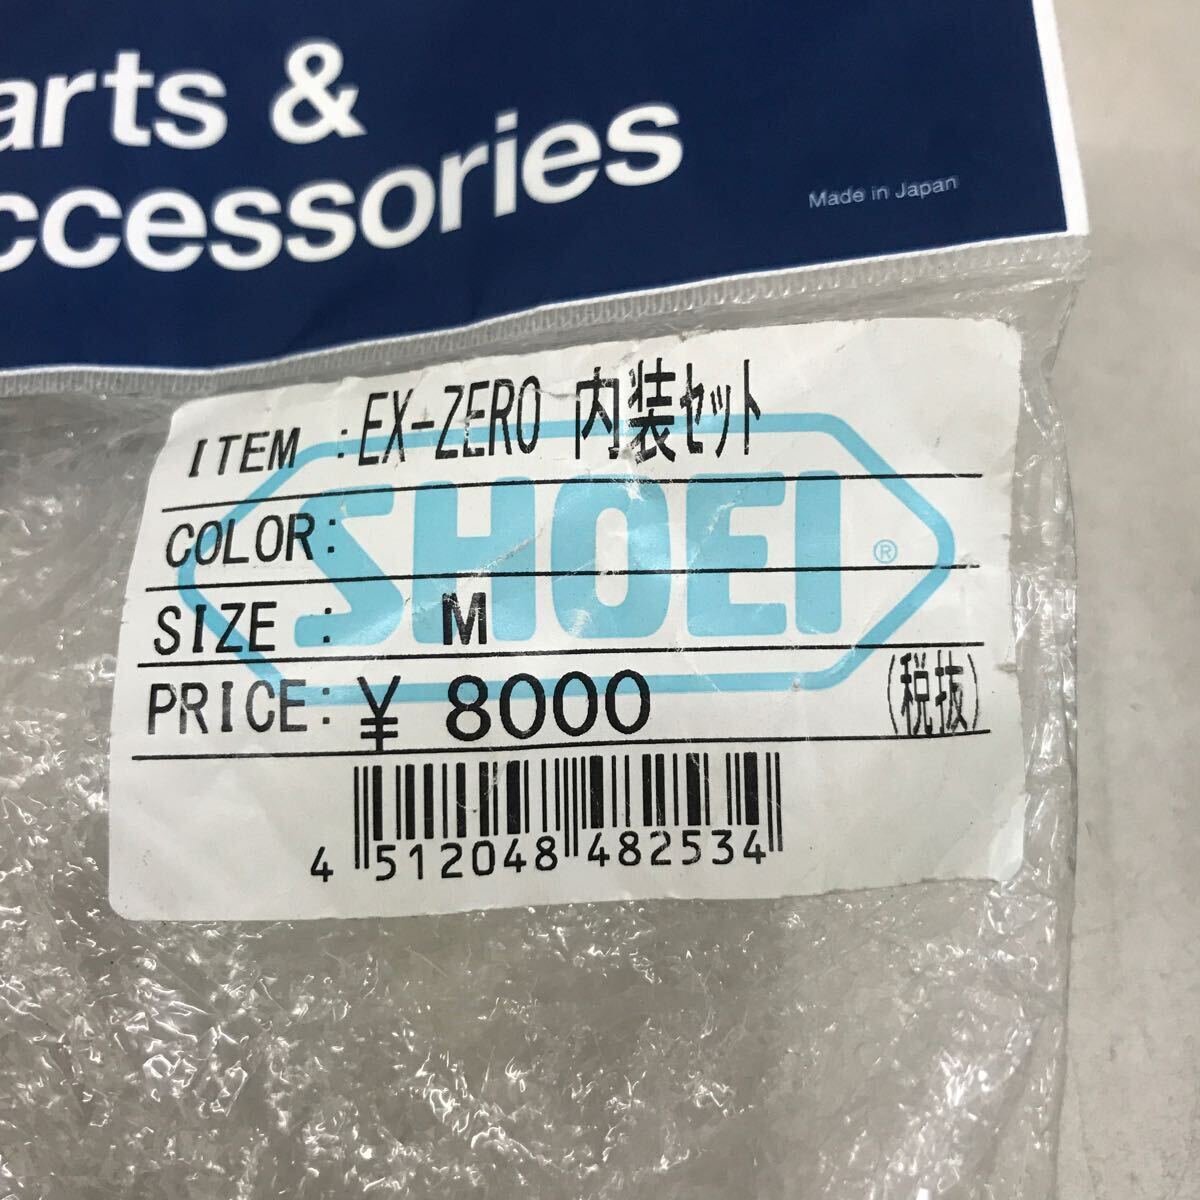 arts &
ccessories
Made in Japan
ITEM :EX-ZERO 内装ｾｯﾄ
SHOEI®
COLOR:
SIZE : M
PRICE:¥ 8000 (税抜)
4 512048 482534